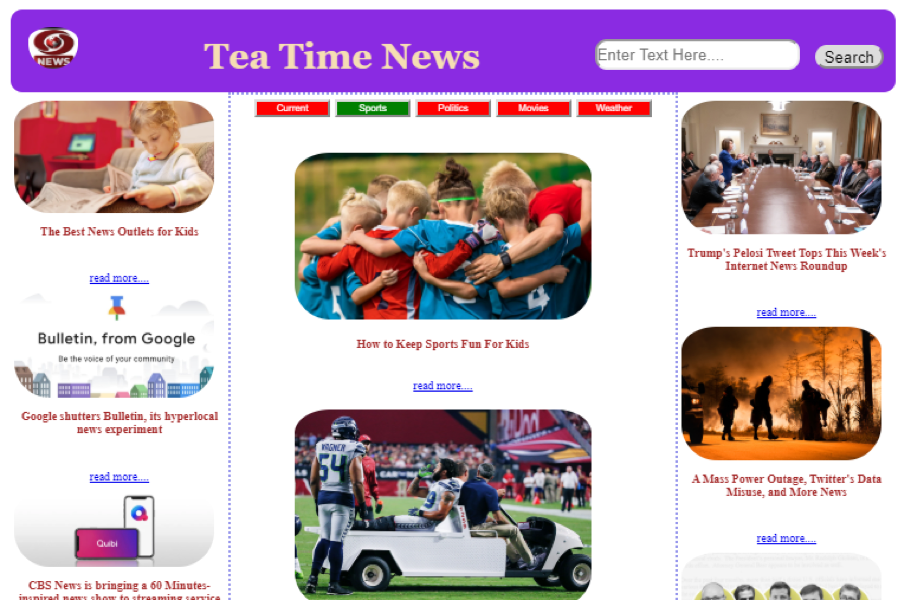 NEWS
Tea Time News
Enter Text Here....
Search
Current
Sports
Politics
Movies
Weather
The Best News Outlets for Kids
read more....
Bulletin, from Google
Be the voice of your community
Google shutters Bulletin, its hyperlocal
news experiment
read more....
Quibi
CBS News is bringing a 60 Minutes-
inspired news show to streaming service
How to Keep Sports Fun For Kids
read more....
WAGNER
54
Trump's Pelosi Tweet Tops This Week's
Internet News Roundup
read more....
A Mass Power Outage, Twitter's Data
Misuse, and More News
read more....